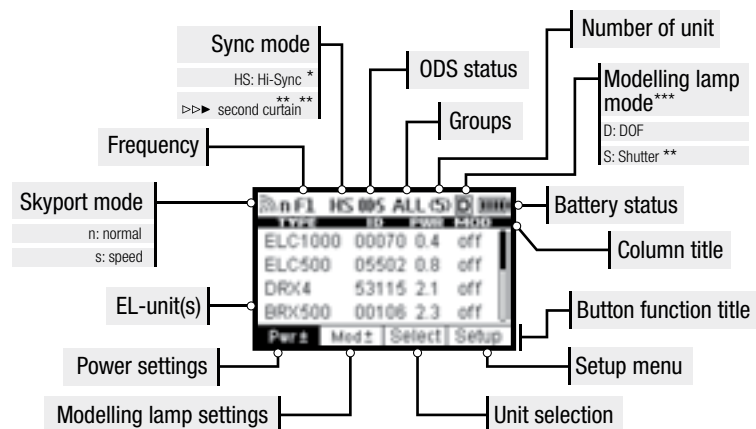 Number of unit
Sync mode
HS: Hi-Sync *
** **
▷▷▶ second curtain
ODS status
Modelling lamp
mode***
D: DOF
S: Shutter **
Groups
Frequency
Skyport mode
n: normal
s: speed
n F1 HS 005 ALL (5) D
TYPE ID PWR MOD
ELC1000 00070 0.4 off
ELC500 05502 0.8 off
DRX4 53115 2.1 off
BRX500 00106 2.3 off
Pwr± Mod± Select Setup
Battery status
Column title
EL-unit(s)
Button function title
Power settings
Setup menu
Modelling lamp settings
Unit selection